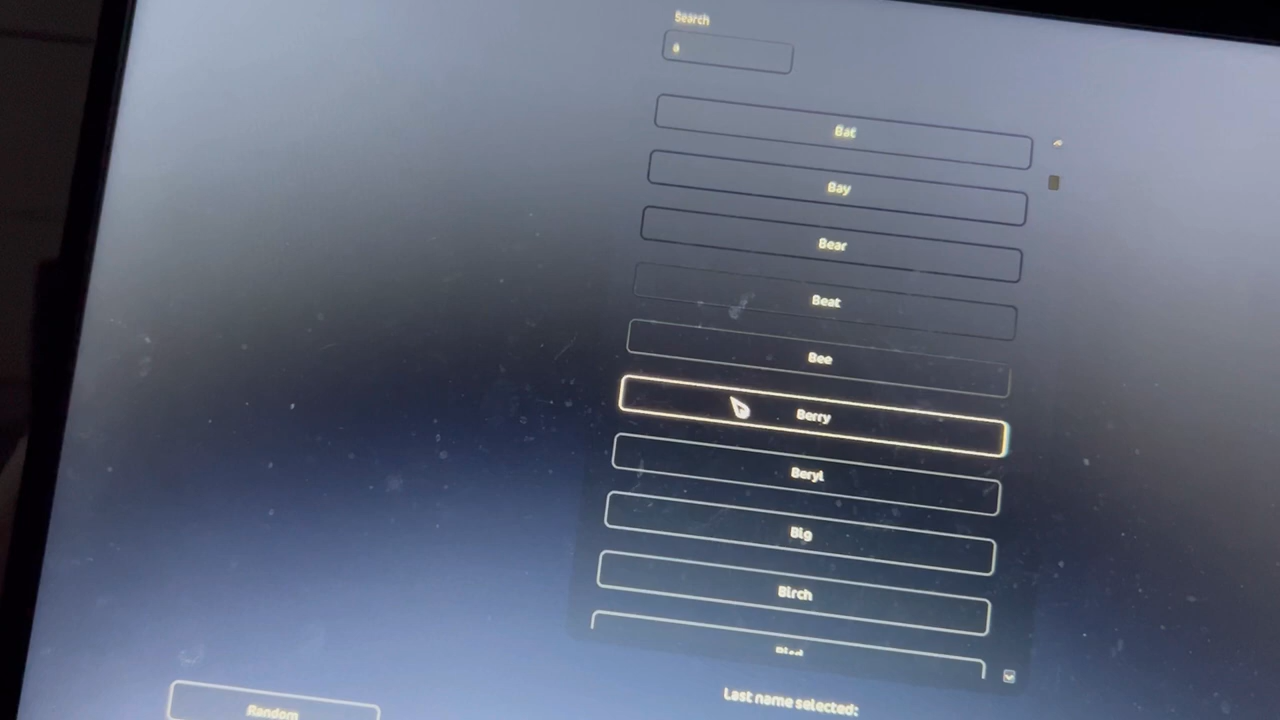 Search
Bat
Bay
Bear
Beat
Bee
Berry
Beryl
Big
Birch
Last name selected:
Random